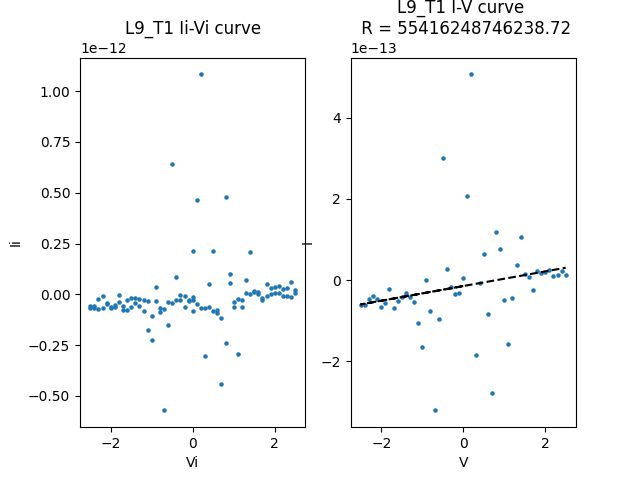 L9_T1 Ii-Vi curve
1e−12
1.00
0.75
0.50
0.25
0.00
−0.25
−0.50
−2
0
2
Vi
Ii
L9_T1 I-V curve
R = 55416248746238.72
1e−13
4
2
0
−2
−2
0
2
V
I